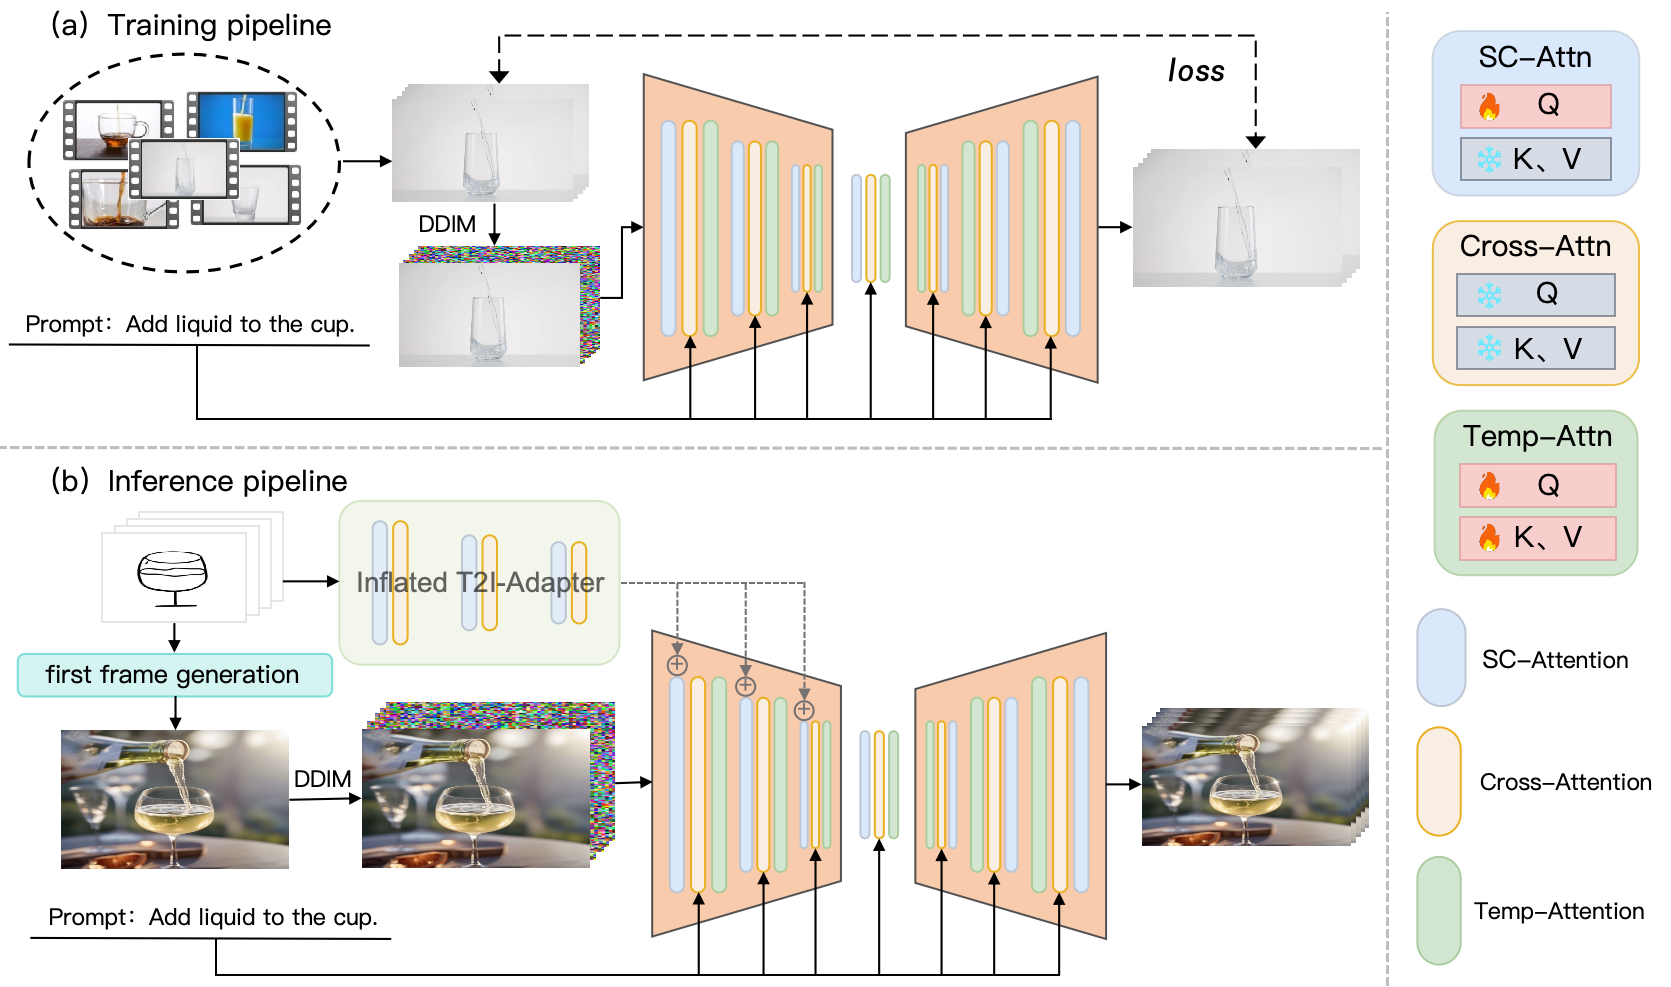 (a) Training pipeline
loss
DDIM
Prompt: Add liquid to the cup.
(b) Inference pipeline
Inflated T2I-Adapter
first frame generation
DDIM
Prompt: Add liquid to the cup.
SC-Attn
Q
K、V
Cross-Attn
Q
K、V
Temp-Attn
Q
K、V
SC-Attention
Cross-Attention
Temp-Attention